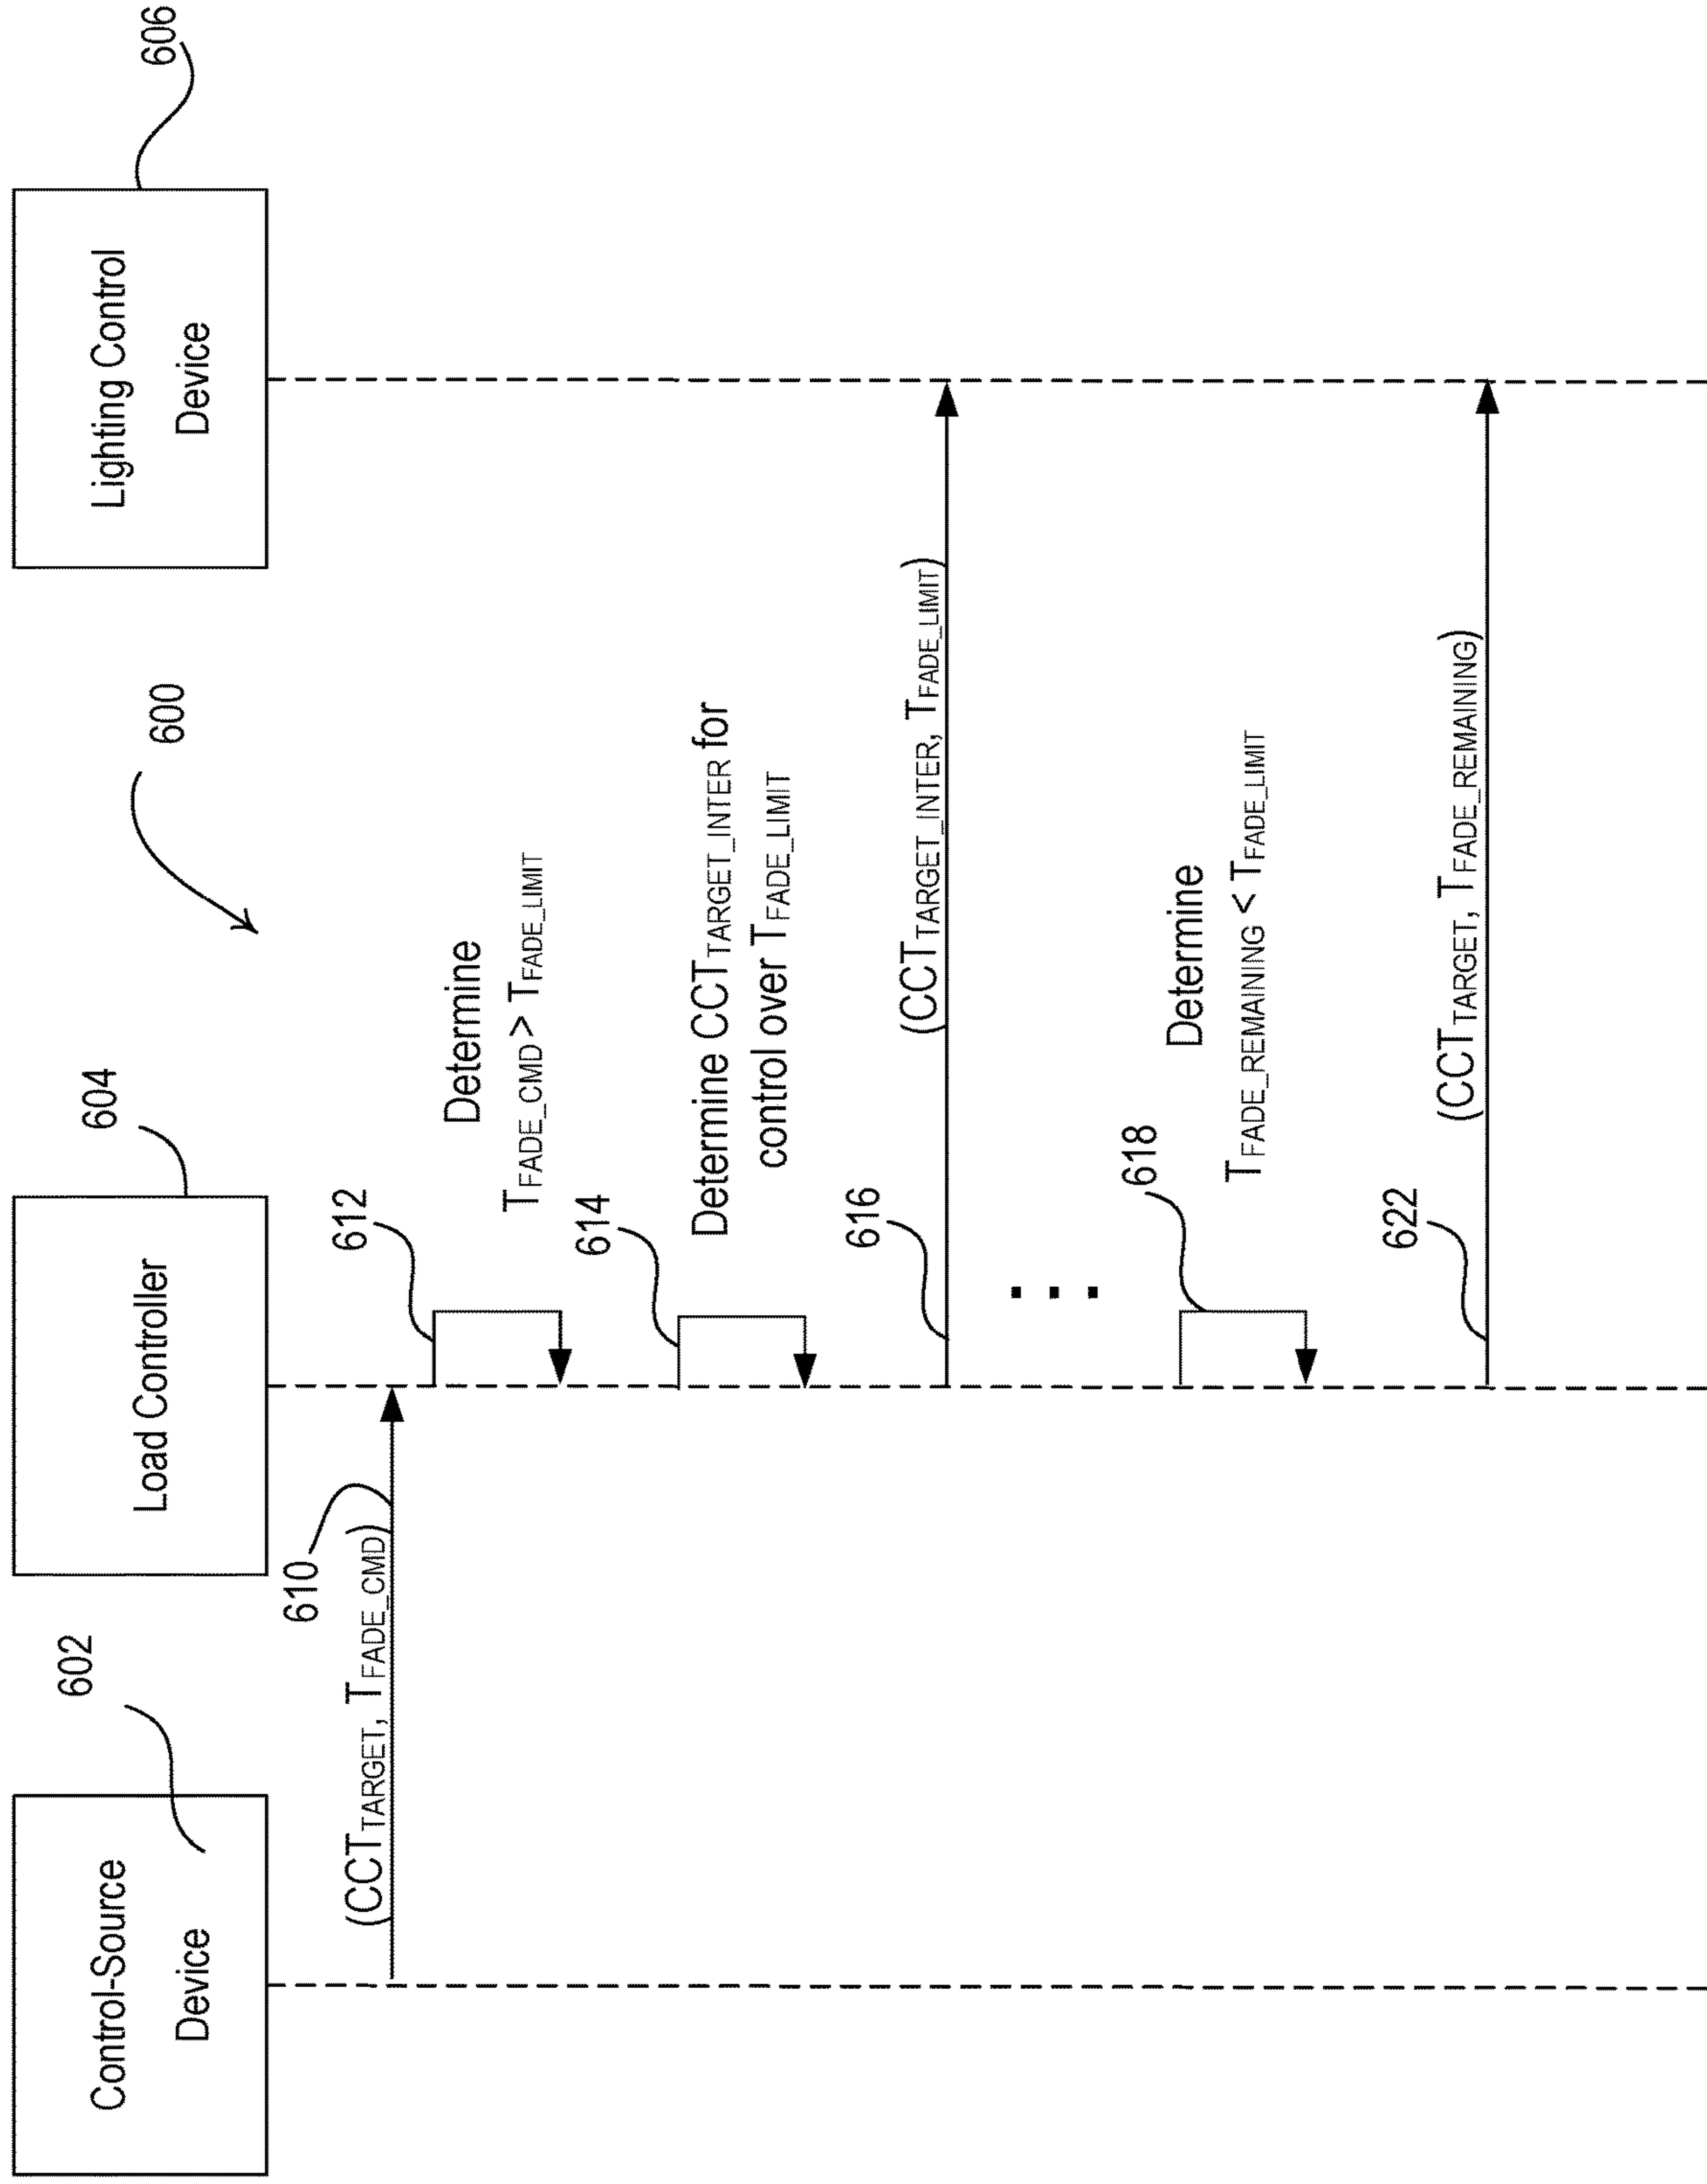 600
Control-Source
Device
602
Load Controller
604
Lighting Control
Device
606
610
(CCTTARGET, TFADE_CMD)
612
Determine
TFADE_CMD > TFADE_LIMIT
614
Determine CCTTARGET_INTER for
control over TFADE_LIMIT
616
(CCTTARGET_INTER, TFADE_LIMIT)
618
Determine
TFADE_REMAINING < TFADE_LIMIT
622
(CCTTARGET, TFADE_REMAINING)